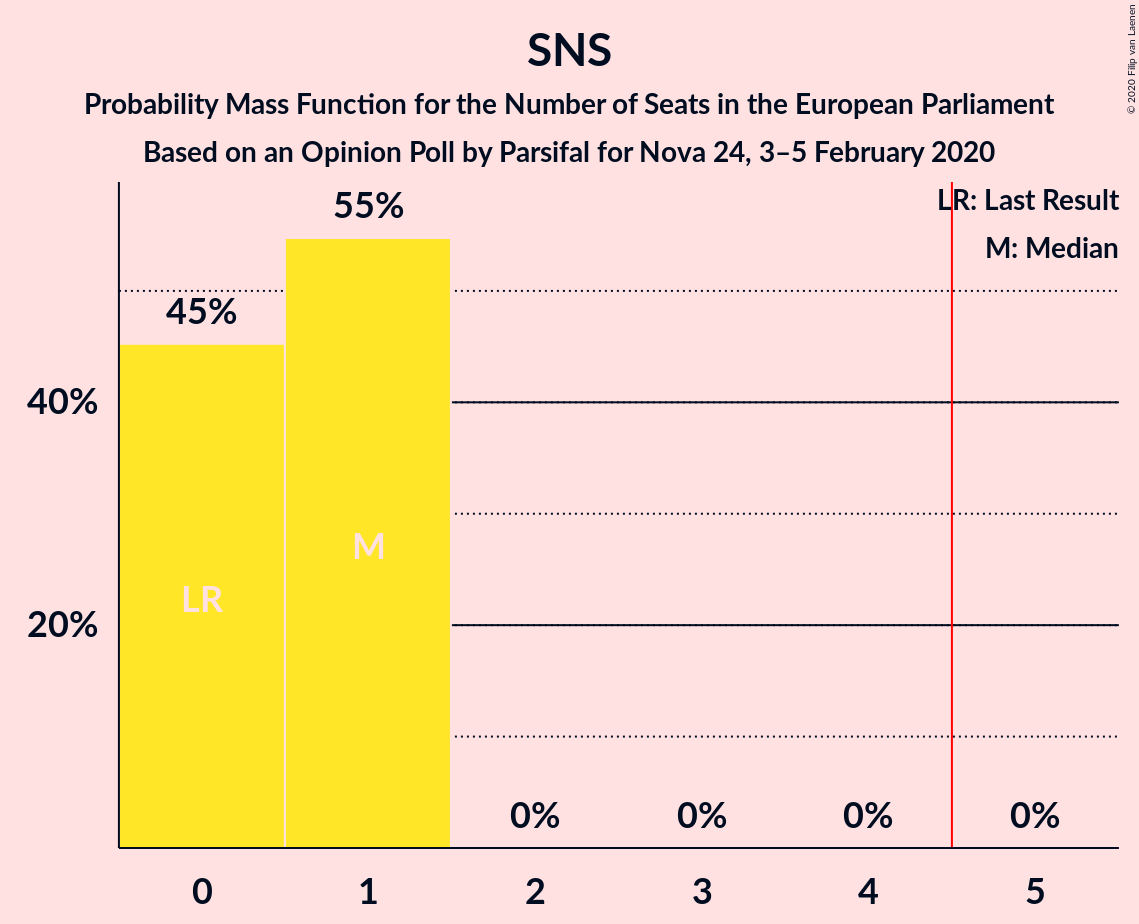 SNS
Probability Mass Function for the Number of Seats in the European Parliament
Based on an Opinion Poll by Parsifal for Nova 24, 3–5 February 2020
© 2020 Filip van Laenen
LR: Last Result
M: Median
55%
45%
40%
20%
M
LR
0% 0% 0% 0%
0 1 2 3 4 5